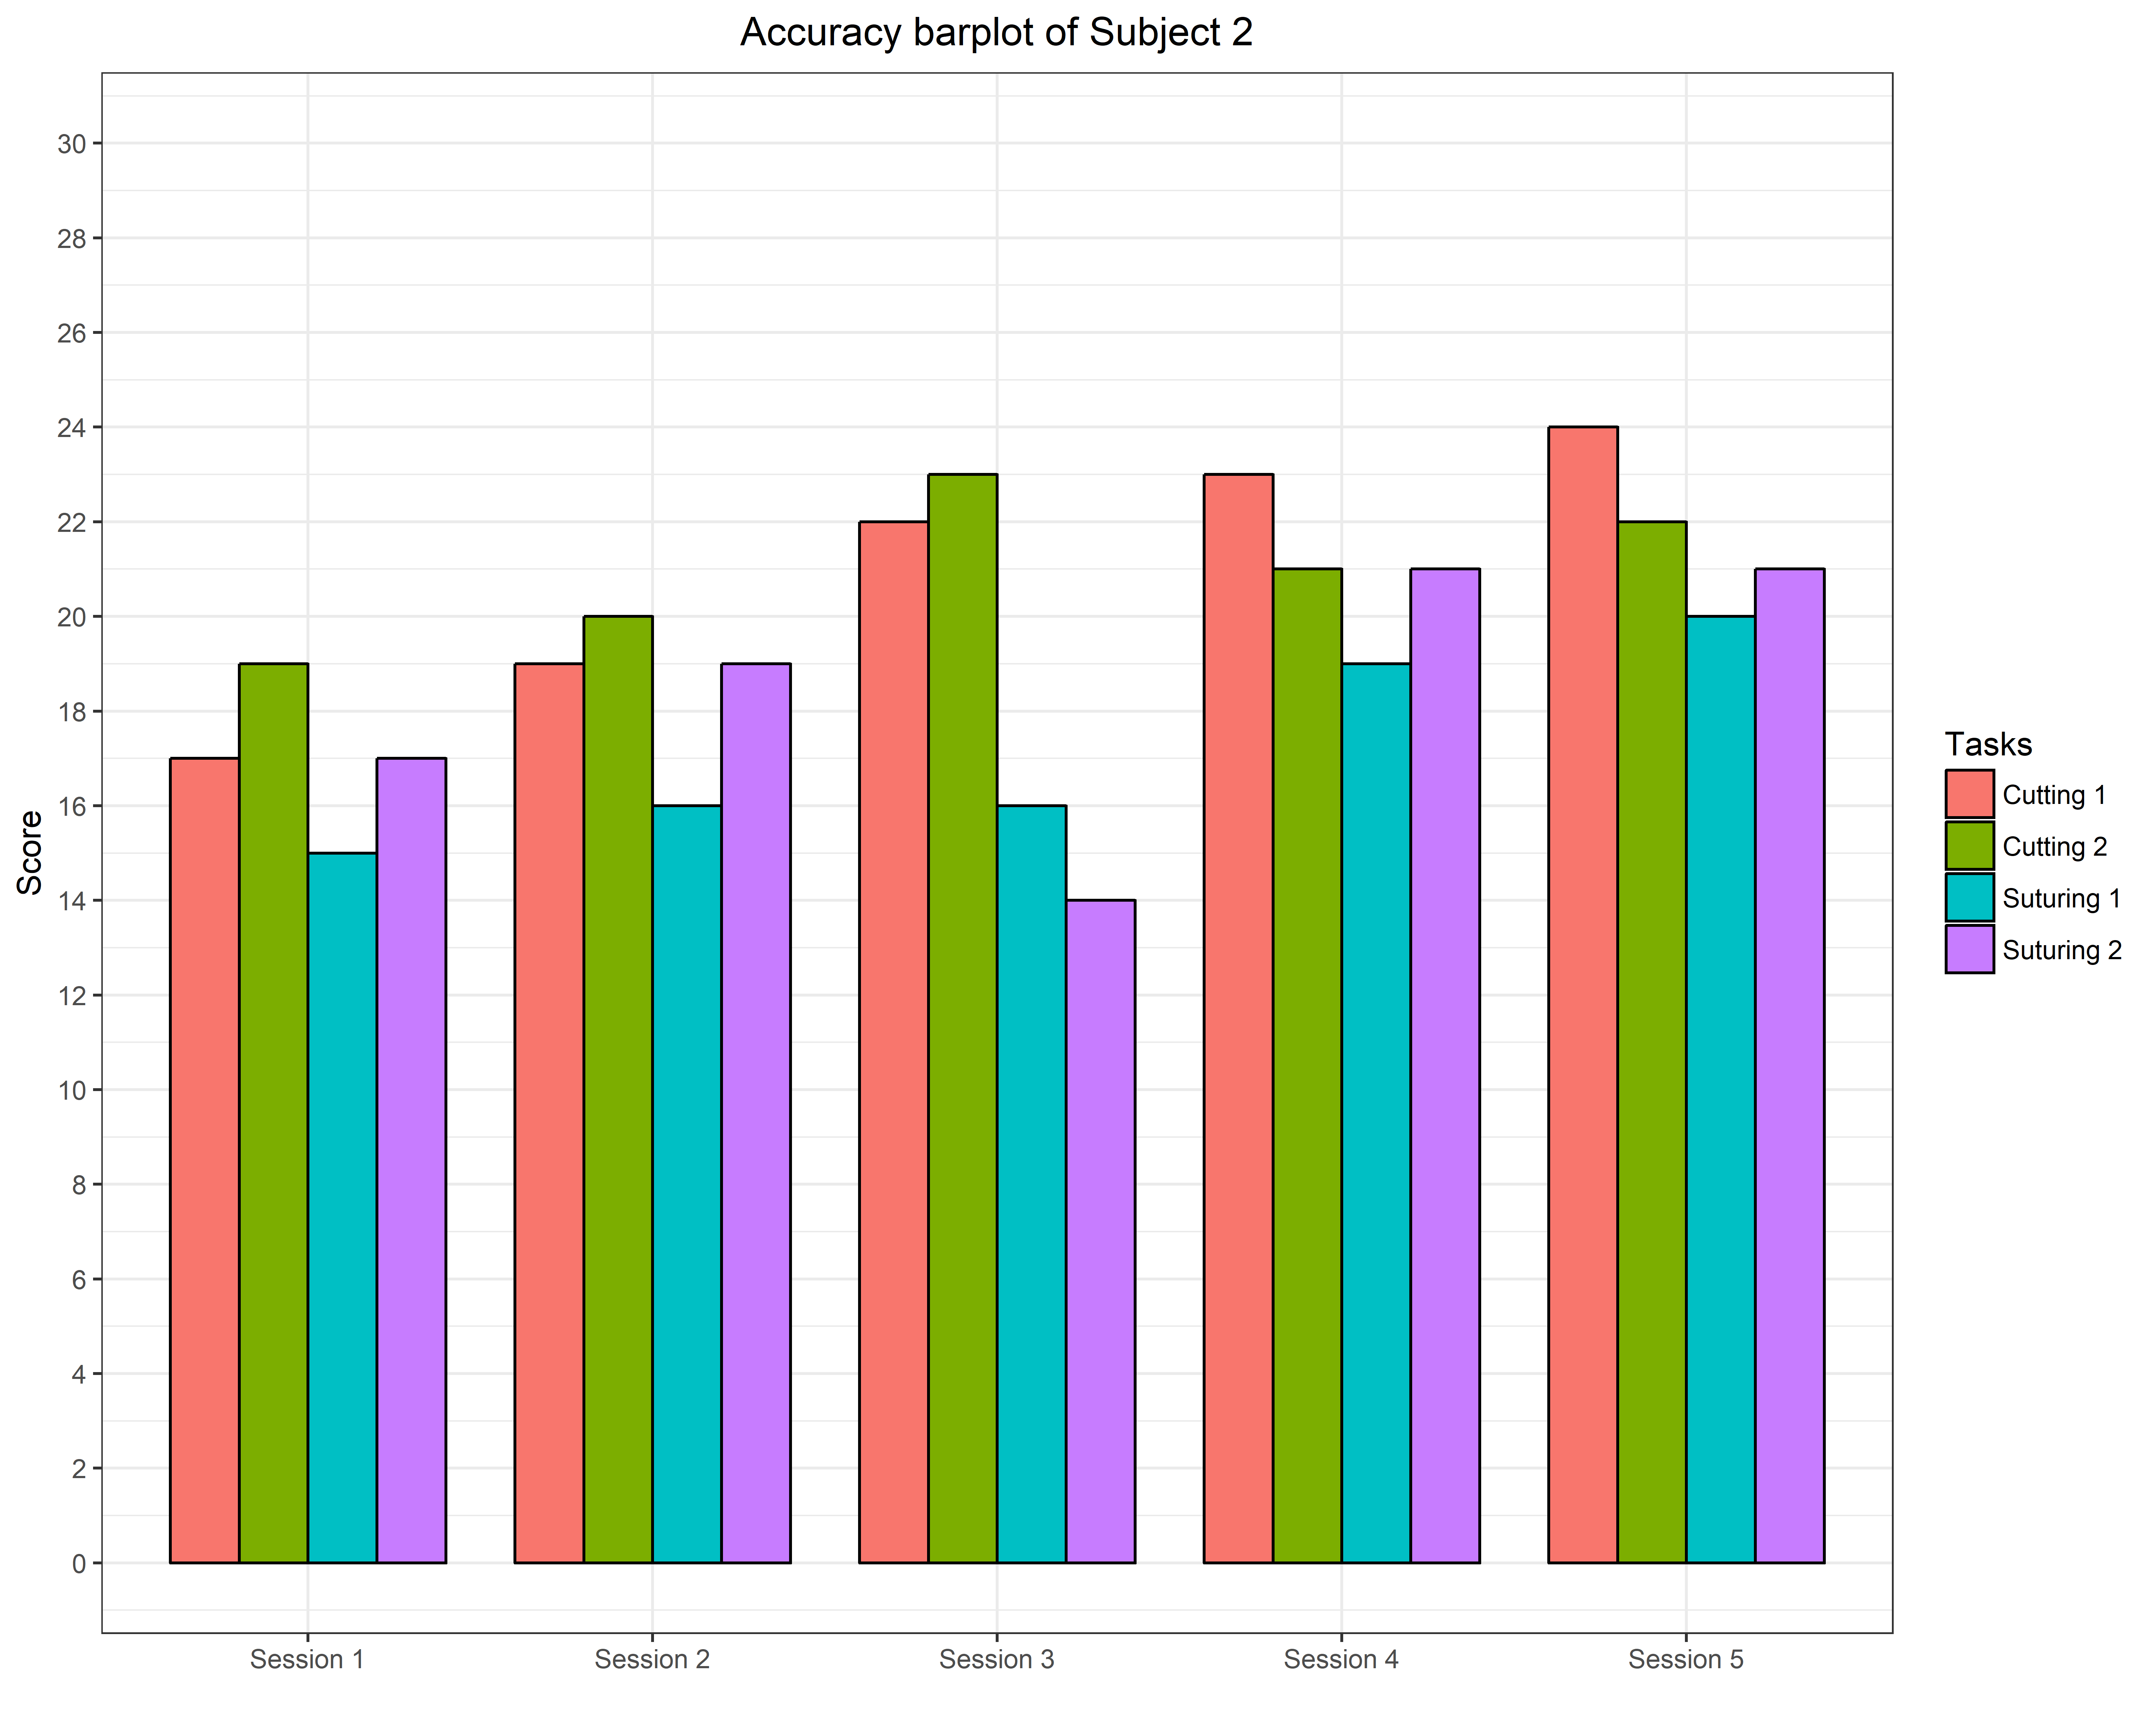 Accuracy barplot of Subject 2
Score
30
28
26
24
22
20
18
16
14
12
10
8
6
4
2
0
Session 1
Session 2
Session 3
Session 4
Session 5
Tasks
Cutting 1
Cutting 2
Suturing 1
Suturing 2